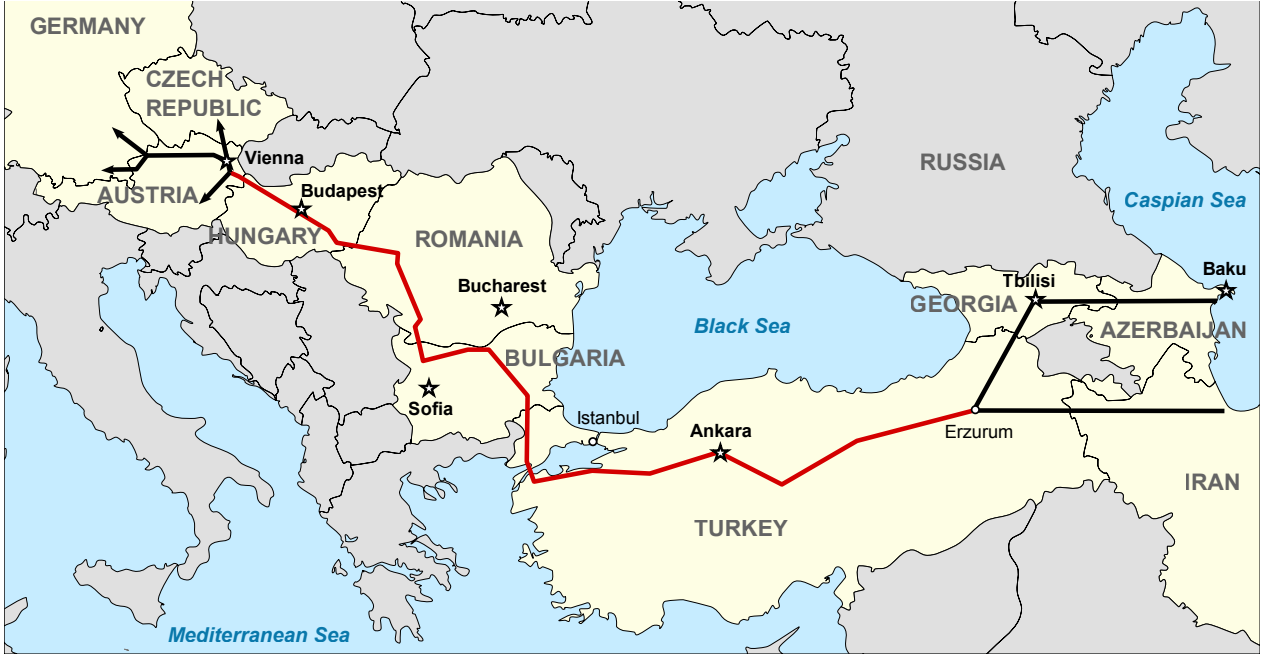 GERMANY
CZECH
REPUBLIC
Vienna
RUSSIA
AUSTRIA
Budapest
Caspian Sea
HUNGARY
ROMANIA
Baku
Tbilisi
Bucharest
GEORGIA
Black Sea
AZERBAIJAN
BULGARIA
Sofia
Istanbul
Ankara
Erzurum
IRAN
TURKEY
Mediterranean Sea